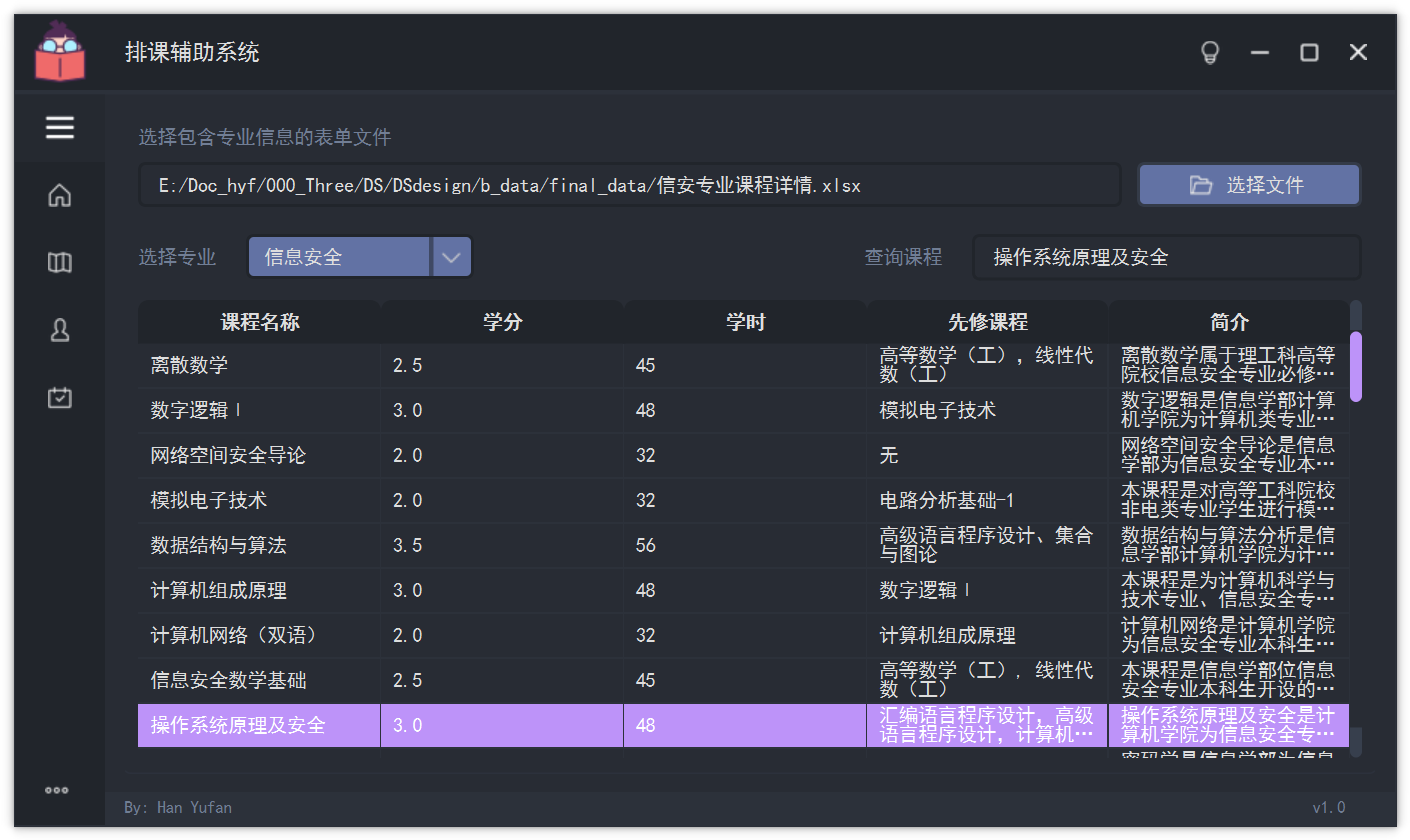 排课辅助系统
选择包含专业信息的表单文件
E:/Doc_hyf/000_Three/DS/DSdesign/b_data/final_data/信安专业课程详情.xlsx
选择文件
选择专业
信息安全
查询课程
操作系统原理及安全
课程名称 学分 学时 先修课程 简介
离散数学 2.5 45 高等数学（工），线性代数（工） 离散数学属于理工科高等院校信息安全专业必修…
数字逻辑Ⅰ 3.0 48 模拟电子技术 数字逻辑是信息学部计算机学院为计算机类专业…
网络空间安全导论 2.0 32 无 网络空间安全导论是信息学部为信息安全专业本…
模拟电子技术 2.0 32 电路分析基础-1 本课程是对高等工科院校非电类专业学生进行模…
数据结构与算法 3.5 56 高级语言程序设计、集合与图论 数据结构与算法分析是信息学部计算机学院为计…
计算机组成原理 3.0 48 数字逻辑Ⅰ 本课程是为计算机科学与技术专业、信息安全专…
计算机网络（双语） 2.0 32 计算机组成原理 计算机网络是计算机学院为信息安全专业本科生…
信息安全数学基础 2.5 45 高等数学（工），线性代数（工） 本课程是信息学部位信息安全专业本科生开设的…
操作系统原理及安全 3.0 48 汇编语言程序设计，高级语言程序设计，计算机… 操作系统原理及安全是计算机学院为信息安全专…
By: Han Yufan
v1.0